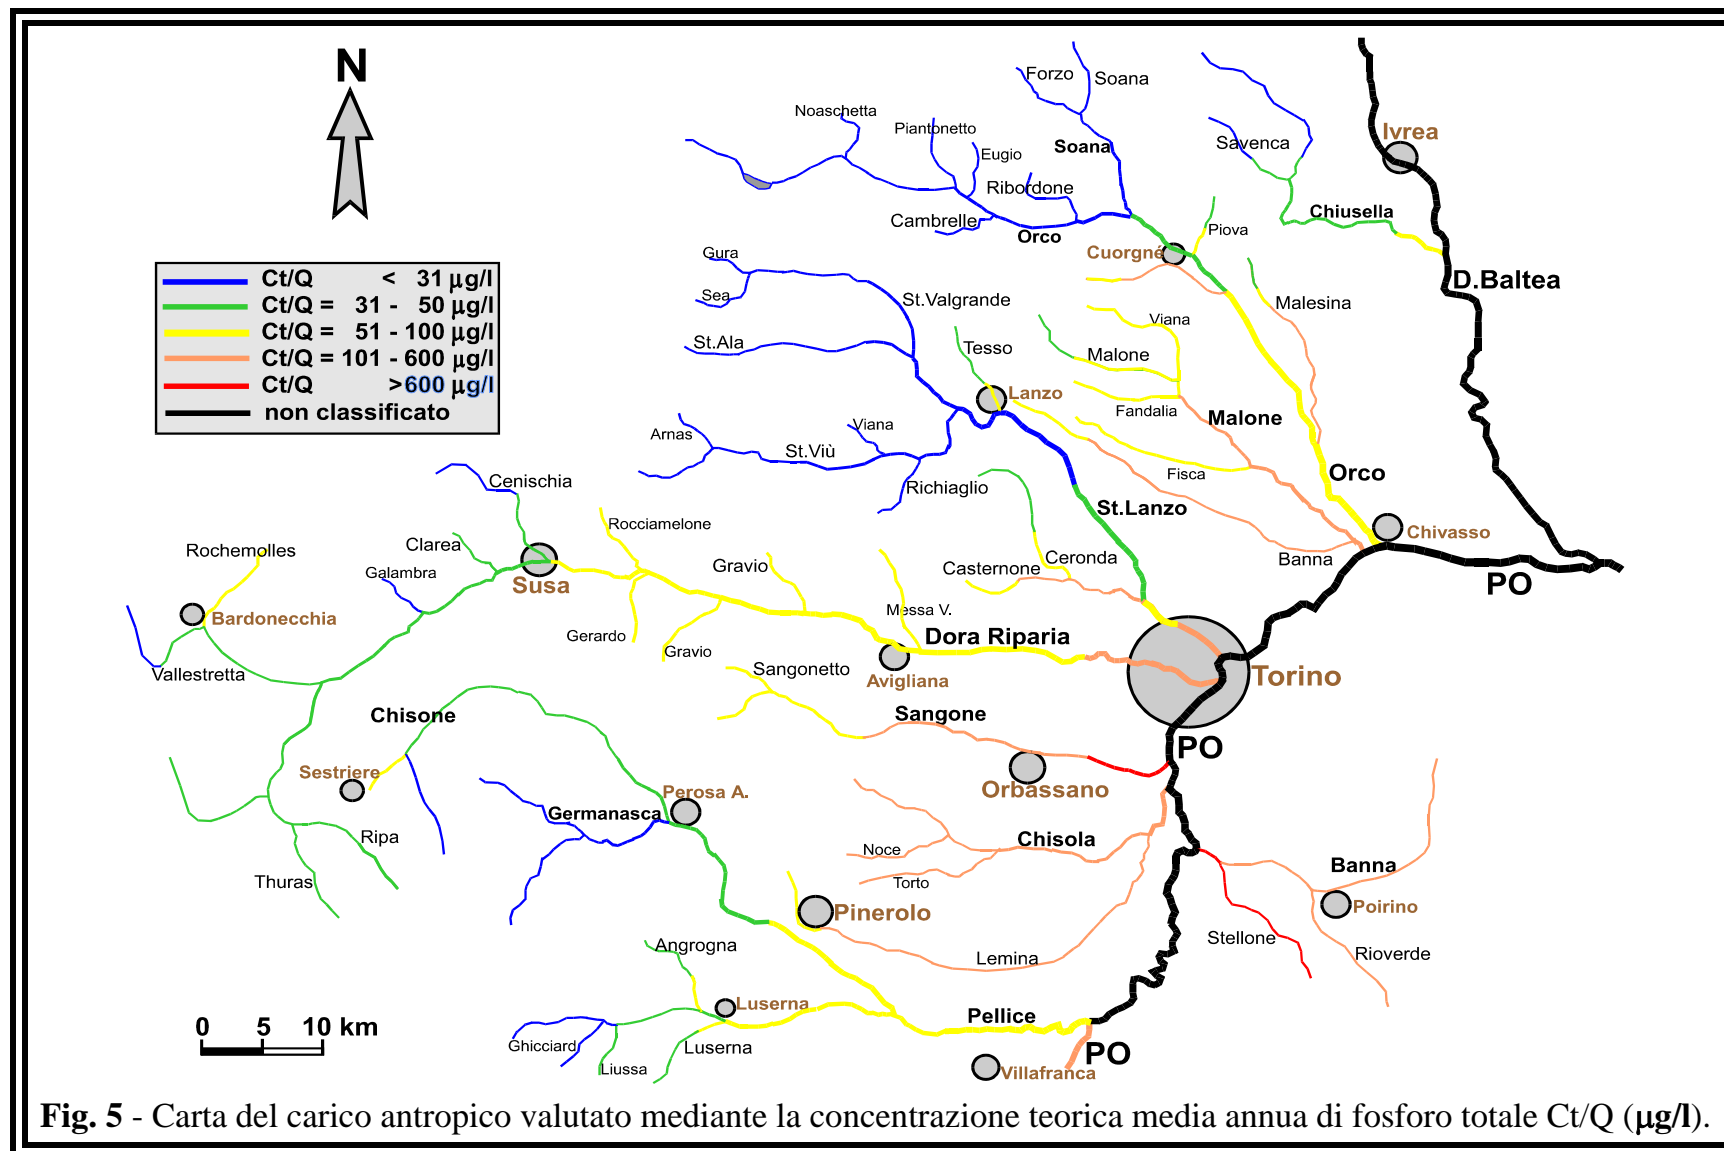 N
Ct/Q < 31 μg/l
Ct/Q = 31 - 50 μg/l
Ct/Q = 51 - 100 μg/l
Ct/Q = 101 - 600 μg/l
Ct/Q >600 μg/l
non classificato
Forzo
Soana
Noaschetta
Piantonetto
Eugio
Soana
Ribordone
Cambrelle
Orco
Savenca
Ivrea
Chiusella
Piova
Cuorgné
D.Baltea
Gura
Sea
St.Valgrande
St.Ala
Malesina
Viana
Tesso
Malone
Lanzo
Fandalia
Malone
Arnas
Viana
St.Viù
Richiaglio
Fisca
Orco
St.Lanzo
Cenischia
Rocciamelone
Chivasso
Rochemolles
Clarea
Galambra
Susa
Gravio
Ceronda
Casternone
Banna
PO
Bardonecchia
Gerardo
Gravio
Messa V.
Dora Riparia
Vallestretta
Sangonetto
Avigliana
Torino
Chisone
Sangone
PO
Sestriere
Perosa A.
Orbassano
Germanasca
Ripa
Noce
Chisola
Banna
Thuras
Torto
Pinerolo
Poirino
Stellone
Angrogna
Lemina
Rioverde
Luserna
Pellice
0 5 10 km
Ghicciard
Luserna
Liussa
PO
Villafranca
Fig. 5 - Carta del carico antropico valutato mediante la concentrazione teorica media annua di fosforo totale Ct/Q (μg/l).